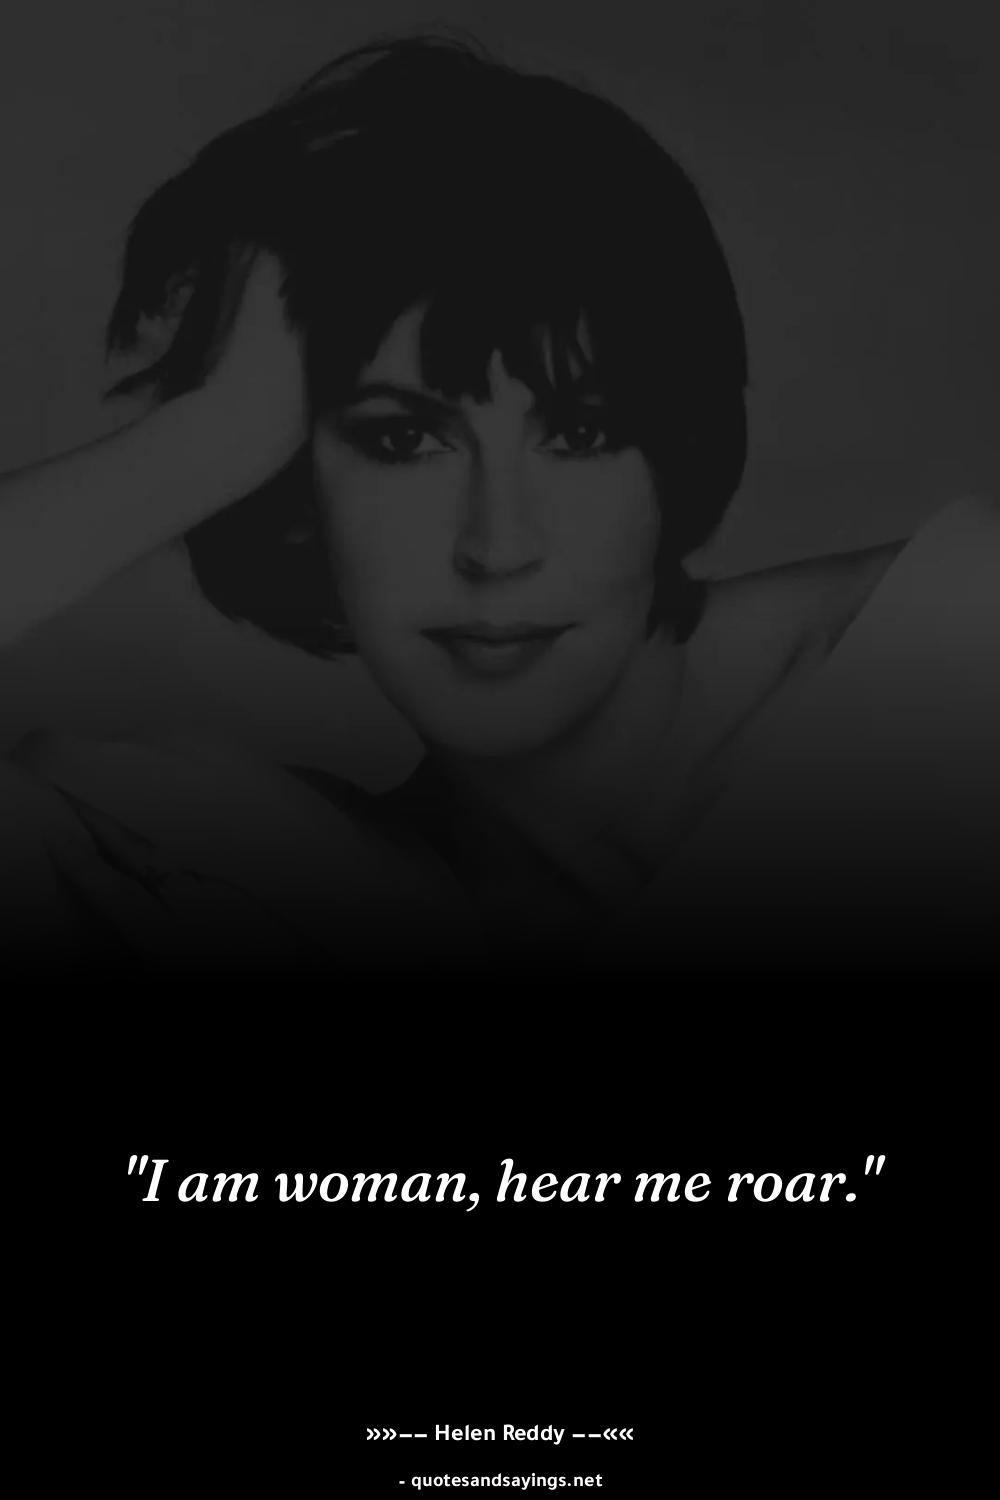 "I am woman, hear me roar."
»»–– Helen Reddy ––««
- quotesandsayings.net